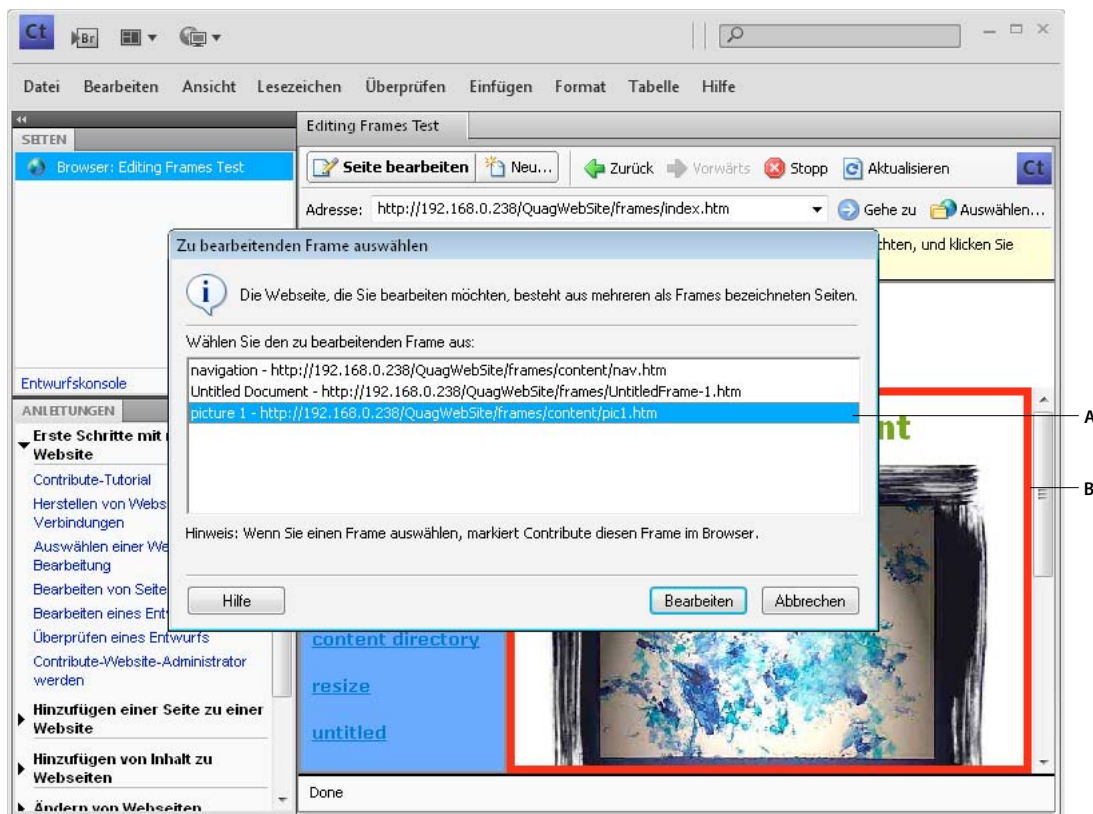 Ct Br
Datei Bearbeiten Ansicht Lesezeichen Überprüfen Einfügen Format Tabelle Hilfe
SEITEN
Browser: Editing Frames Test
Entwurfskonsole
ANLEITUNGEN
Erste Schritte mit
Website
Contribute-Tutorial
Herstellen von Webs
Verbindungen
Auswählen einer We
Bearbeitung
Bearbeiten von Seite
Bearbeiten eines Ent
Überprüfen eines Entwurfs
Contribute-Website-Administrator
werden
Hinzufügen einer Seite zu einer
Website
Hinzufügen von Inhalt zu
Webseiten
Ändern von Webseiten
Editing Frames Test
Seite bearbeiten Neu... Zurück Vorwärts Stopp Aktualisieren Ct
Adresse: http://192.168.0.238/QuagWebSite/frames/index.htm Gehe zu Auswählen...
chten, und klicken Sie
Zu bearbeitenden Frame auswählen
Die Webseite, die Sie bearbeiten möchten, besteht aus mehreren als Frames bezeichneten Seiten.
Wählen Sie den zu bearbeitenden Frame aus:
navigation - http://192.168.0.238/QuagWebSite/frames/content/nav.htm
Untitled Document - http://192.168.0.238/QuagWebSite/frames/UntitledFrame-1.htm
picture 1 - http://192.168.0.238/QuagWebSite/frames/content/pic1.htm
Hinweis: Wenn Sie einen Frame auswählen, markiert Contribute diesen Frame im Browser.
Hilfe Bearbeiten Abbrechen
nt
A
B
content directory
resize
untitled
Done